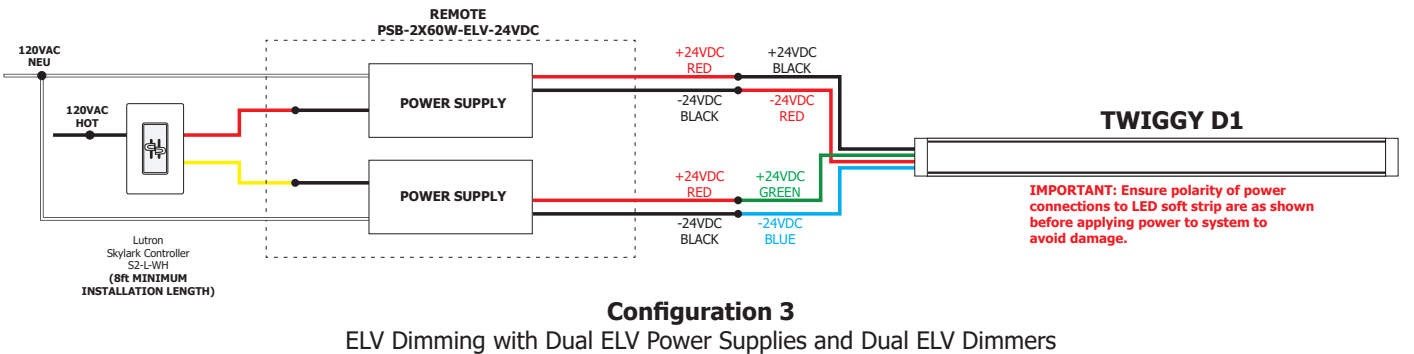 REMOTE
PSB-2X60W-ELV-24VDC
120VAC
NEU
120VAC
HOT
POWER SUPPLY
+24VDC
RED
+24VDC
BLACK
-24VDC
BLACK
-24VDC
RED
TWIGGY D1
POWER SUPPLY
+24VDC
RED
+24VDC
GREEN
-24VDC
BLACK
-24VDC
BLUE
IMPORTANT: Ensure polarity of power
connections to LED soft strip are as shown
before applying power to system to
avoid damage.
Lutron
Skylark Controller
S2-L-WH
(8ft MINIMUM
INSTALLATION LENGTH)
Configuration 3
ELV Dimming with Dual ELV Power Supplies and Dual ELV Dimmers